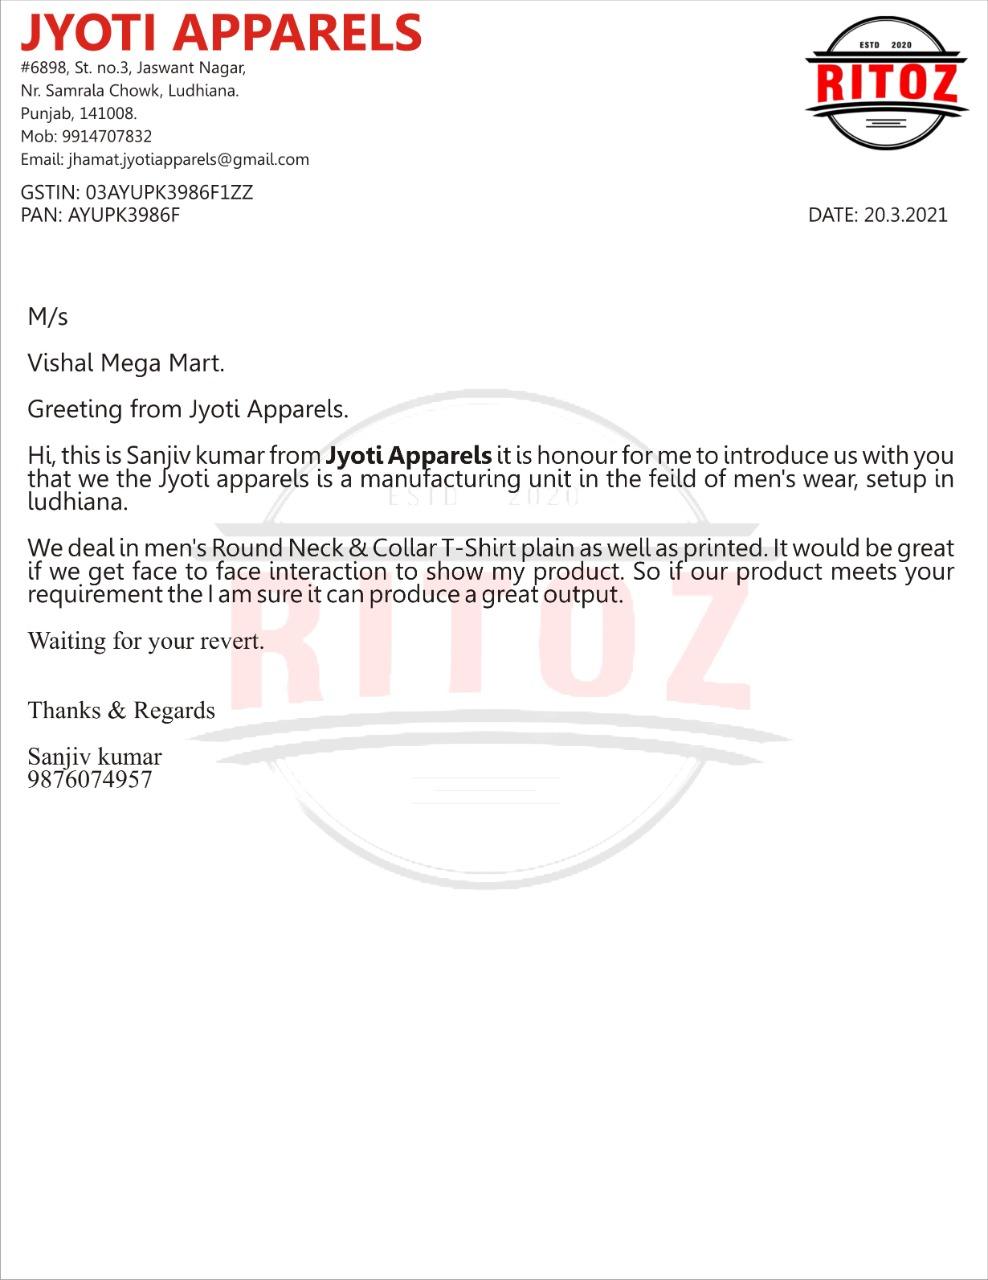 JYOTI APPARELS
#6898, St. no.3, Jaswant Nagar,
Nr. Samrala Chowk, Ludhiana.
Punjab, 141008.
Mob: 9914707832
Email: jhamat.jyotiapparels@gmail.com
GSTIN: 03AYUPK3986F1ZZ
PAN: AYUPK3986F
ESTD 2020
RITOZ
DATE: 20.3.2021
M/s
Vishal Mega Mart.
Greeting from Jyoti Apparels.
Hi, this is Sanjiv kumar from Jyoti Apparels it is honour for me to introduce us with you
that we the Jyoti apparels is a manufacturing unit in the feild of men's wear, setup in
ludhiana.
ESTD 2020
We deal in men's Round Neck & Collar T-Shirt plain as well as printed. It would be great
if we get face to face interaction to show my product. So if our product meets your
requirement the I am sure it can produce a great output.
RITOZ
Waiting for your revert.
Thanks & Regards
Sanjiv kumar
9876074957